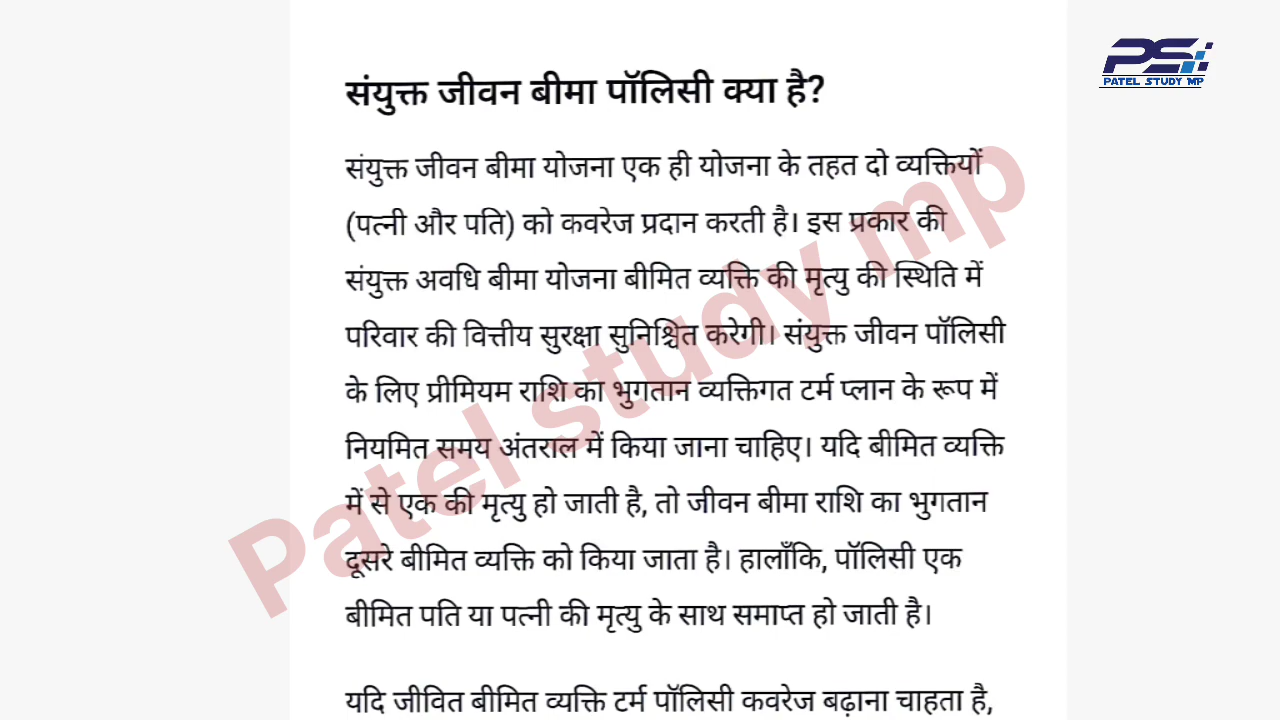 PS
PATEL STUDY MP
संयुक्त जीवन बीमा पॉलिसी क्या है?
संयुक्त जीवन बीमा योजना एक ही योजना के तहत दो व्यक्तियों
(पत्नी और पति) को कवरेज प्रदान करती है। इस प्रकार की
संयुक्त अवधि बीमा योजना बीमित व्यक्ति की मृत्यु की स्थिति में
परिवार की वित्तीय सुरक्षा सुनिश्चित करेगी। संयुक्त जीवन पॉलिसी
के लिए प्रीमियम राशि का भुगतान व्यक्तिगत टर्म प्लान के रूप में
नियमित समय अंतराल में किया जाना चाहिए। यदि बीमित व्यक्ति
में से एक की मृत्यु हो जाती है, तो जीवन बीमा राशि का भुगतान
दूसरे बीमित व्यक्ति को किया जाता है। हालाँकि, पॉलिसी एक
बीमित पति या पत्नी की मृत्यु के साथ समाप्त हो जाती है।
यदि जीवित बीमित व्यक्ति टर्म पॉलिसी कवरेज बढ़ाना चाहता है,
Patel study mp